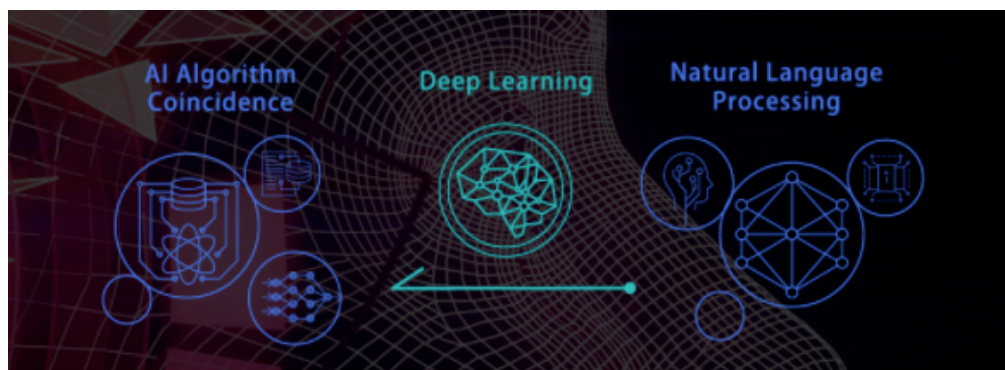 AI Algorithm
Coincidence
Deep Learning
Natural Language
Processing